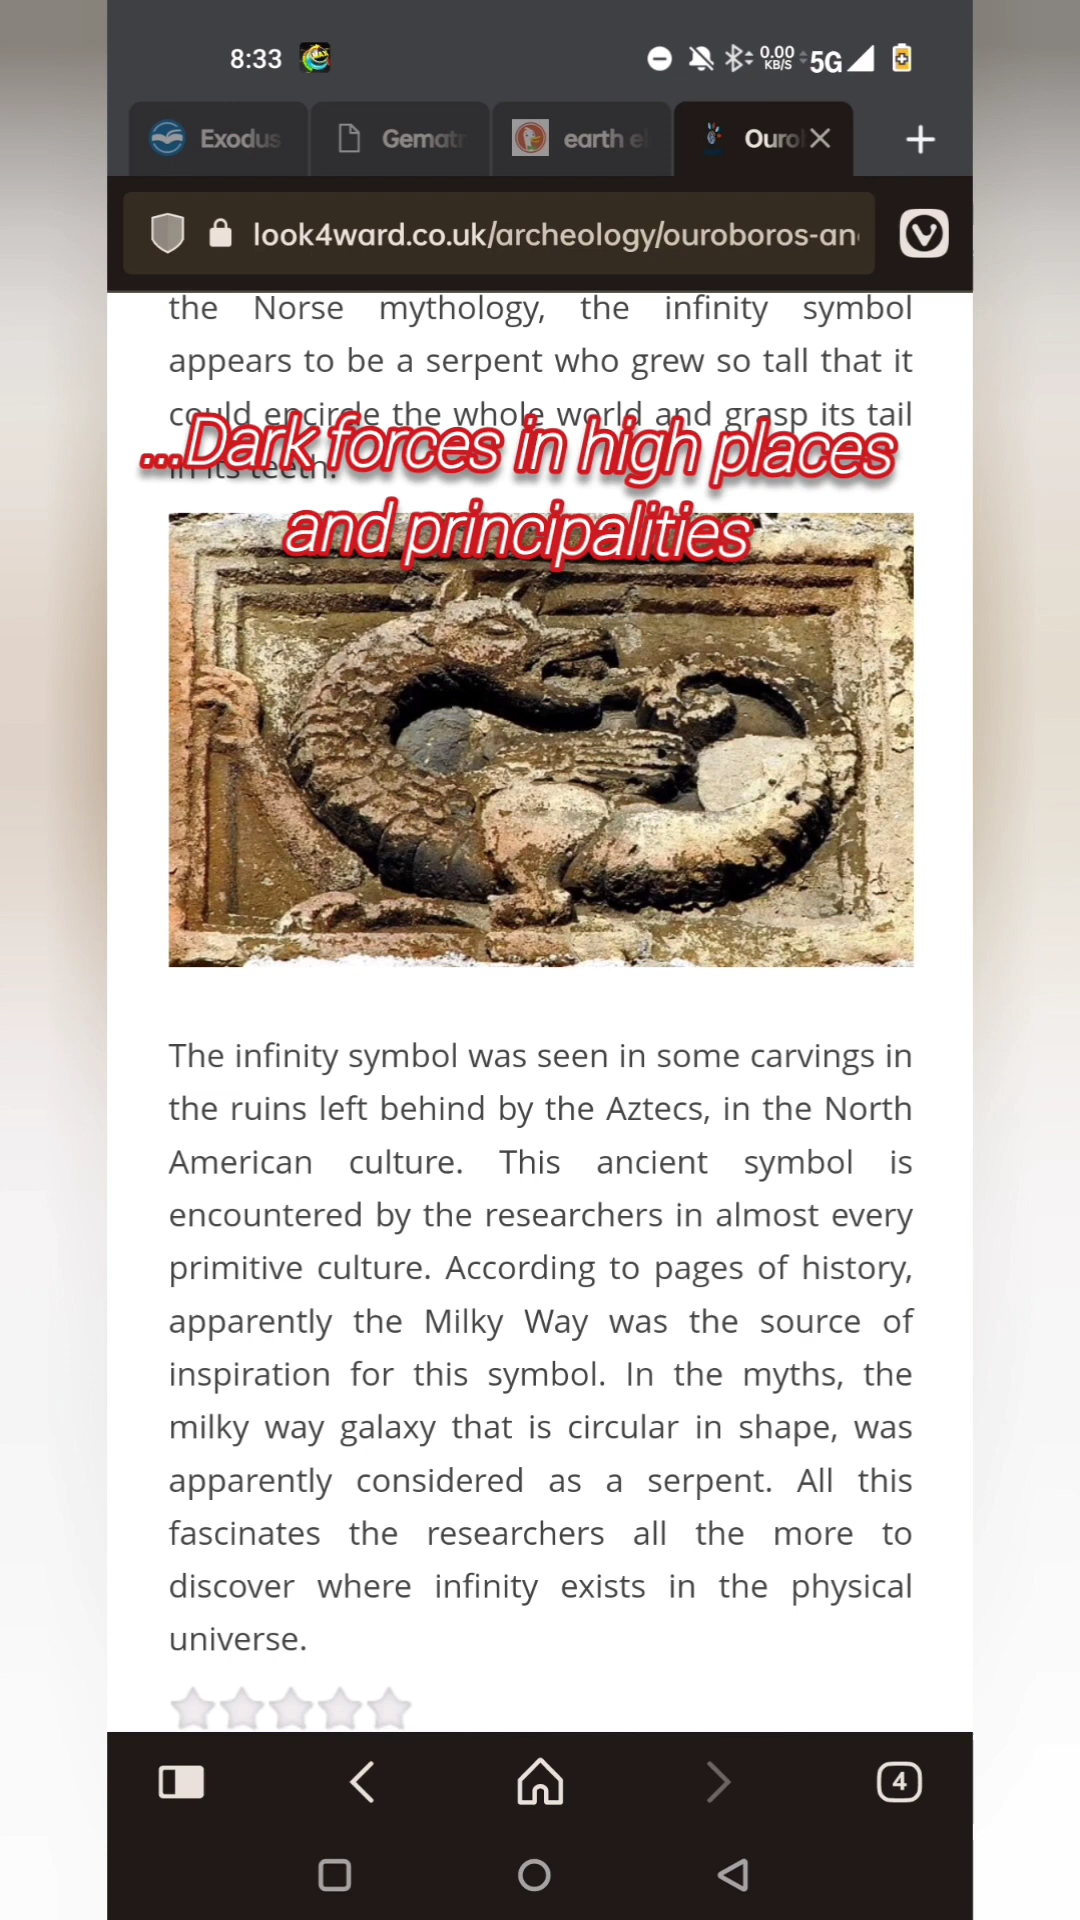 8:33
0.00
KB/S
5G
Exodus
Gematr
earth el
Ourol
look4ward.co.uk/archeology/ouroboros-an
the Norse mythology, the infinity symbol
appears to be a serpent who grew so tall that it
could encircle the whole world and grasp its tail
in its teeth.
...Dark forces in high places
and principalities
The infinity symbol was seen in some carvings in
the ruins left behind by the Aztecs, in the North
American culture. This ancient symbol is
encountered by the researchers in almost every
primitive culture. According to pages of history,
apparently the Milky Way was the source of
inspiration for this symbol. In the myths, the
milky way galaxy that is circular in shape, was
apparently considered as a serpent. All this
fascinates the researchers all the more to
discover where infinity exists in the physical
universe.
4